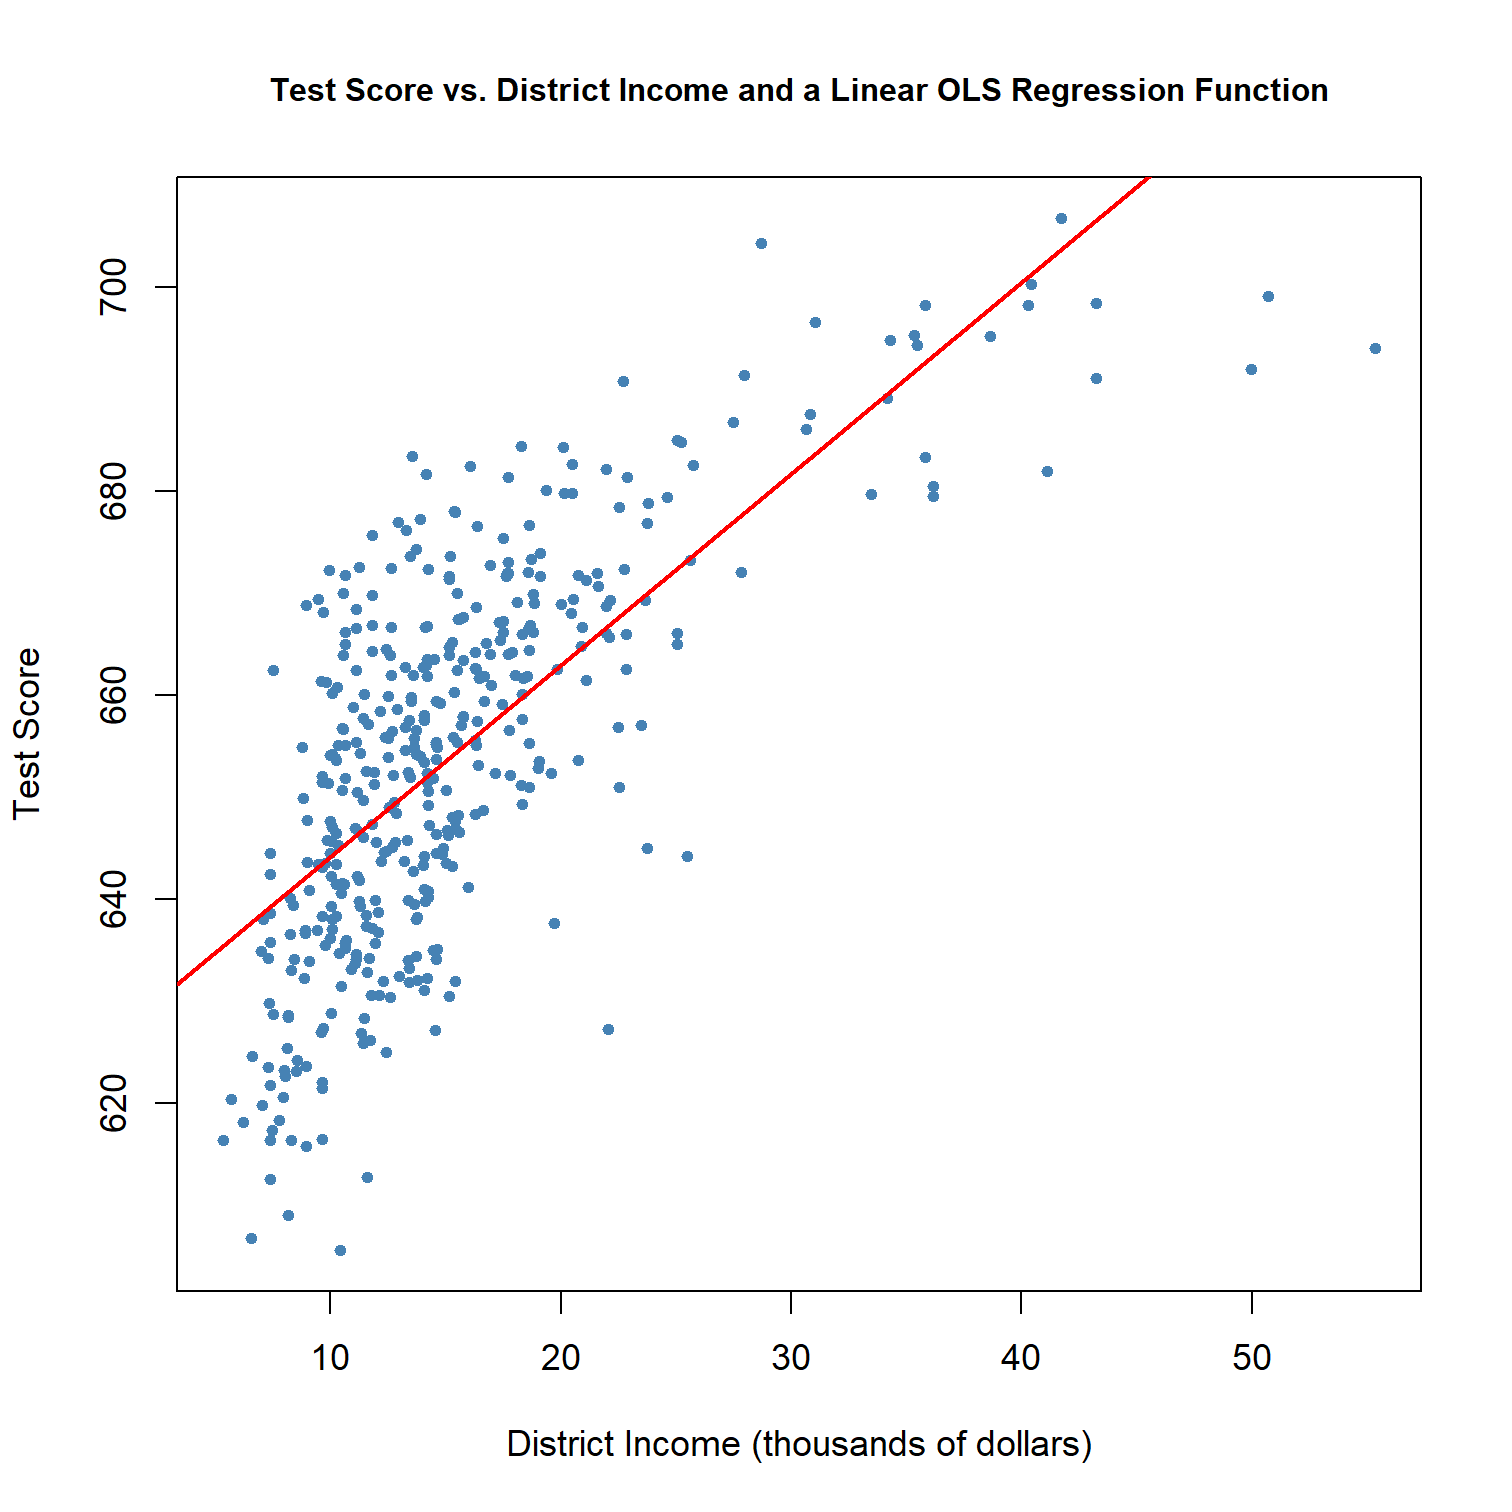 Test Score vs. District Income and a Linear OLS Regression Function
700
680
660
640
620
Test Score
10 20 30 40 50
District Income (thousands of dollars)